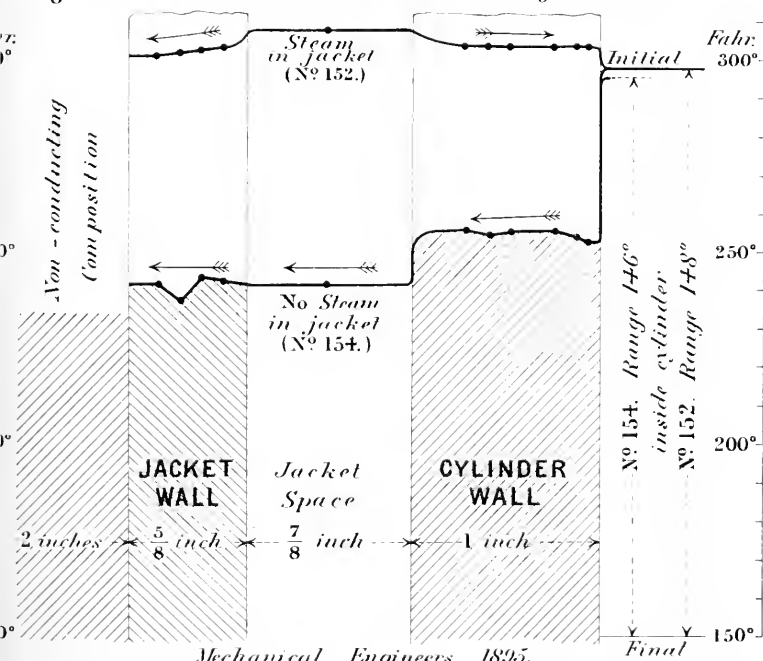 Fahr.
300°
Steam
in jacket
(Nº 152.)
Initial
Non-conducting
Composition
250°
No Steam
in jacket
(Nº 154.)
Nº 154. Range 146°
inside cylinder
Nº 152. Range 148°
200°
JACKET
WALL
Jacket
Space
CYLINDER
WALL
2 inches
5/8 inch
7/8 inch
1 inch
150°
Final
Mechanical Engineers 1895.